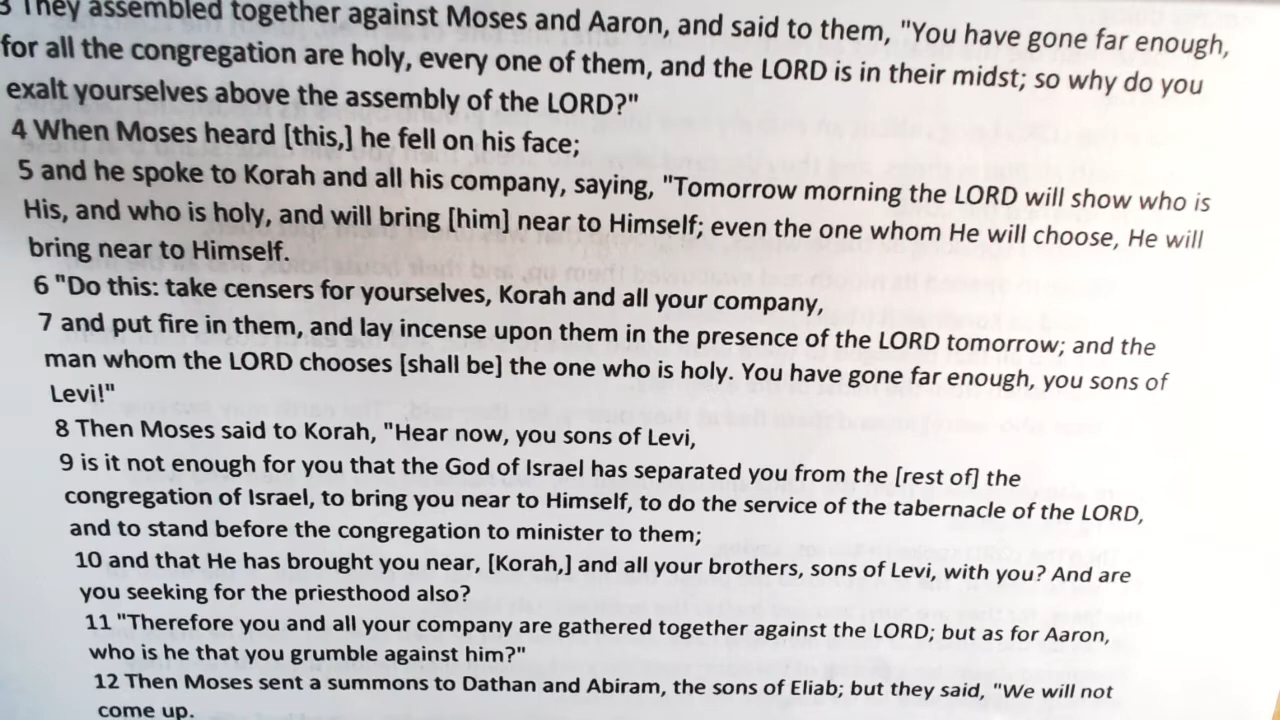 3 They assembled together against Moses and Aaron, and said to them, "You have gone far enough,
for all the congregation are holy, every one of them, and the LORD is in their midst; so why do you
exalt yourselves above the assembly of the LORD?"
4 When Moses heard [this,] he fell on his face;
5 and he spoke to Korah and all his company, saying, "Tomorrow morning the LORD will show who is
His, and who is holy, and will bring [him] near to Himself; even the one whom He will choose, He will
bring near to Himself.
6 "Do this: take censers for yourselves, Korah and all your company,
7 and put fire in them, and lay incense upon them in the presence of the LORD tomorrow; and the
man whom the LORD chooses [shall be] the one who is holy. You have gone far enough, you sons of
Levi!"
8 Then Moses said to Korah, "Hear now, you sons of Levi,
9 is it not enough for you that the God of Israel has separated you from the [rest of] the
congregation of Israel, to bring you near to Himself, to do the service of the tabernacle of the LORD,
and to stand before the congregation to minister to them;
10 and that He has brought you near, [Korah,] and all your brothers, sons of Levi, with you? And are
you seeking for the priesthood also?
11 "Therefore you and all your company are gathered together against the LORD; but as for Aaron,
who is he that you grumble against him?"
12 Then Moses sent a summons to Dathan and Abiram, the sons of Eliab; but they said, "We will not
come up.